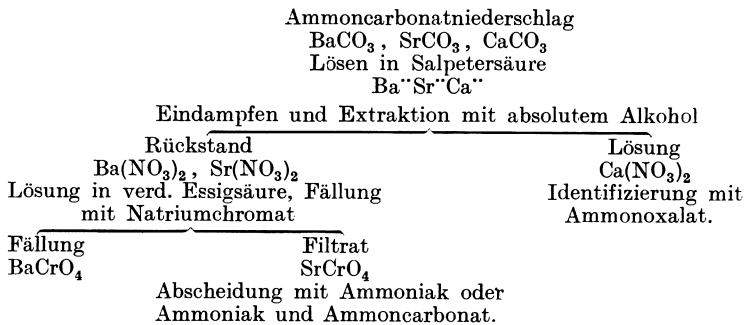 Ammoncarbonatniederschlag
BaCO₃, SrCO₃, CaCO₃
Lösen in Salpetersäure
Ba¨Sr¨Ca¨
Eindampfen und Extraktion mit absolutem Alkohol
Rückstand
Ba(NO₃)₂, Sr(NO₃)₂
Lösung in verd. Essigsäure, Fällung
mit Natriumchromat
Lösung
Ca(NO₃)₂
Identifizierung mit
Ammonoxalat.
Fällung
BaCrO₄
Filtrat
SrCrO₄
Abscheidung mit Ammoniak oder
Ammoniak und Ammoncarbonat.